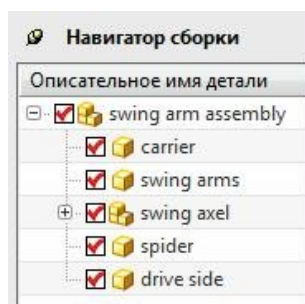 Навигатор сборки
Описательное имя детали
swing arm assembly
carrier
swing arms
swing axel
spider
drive side